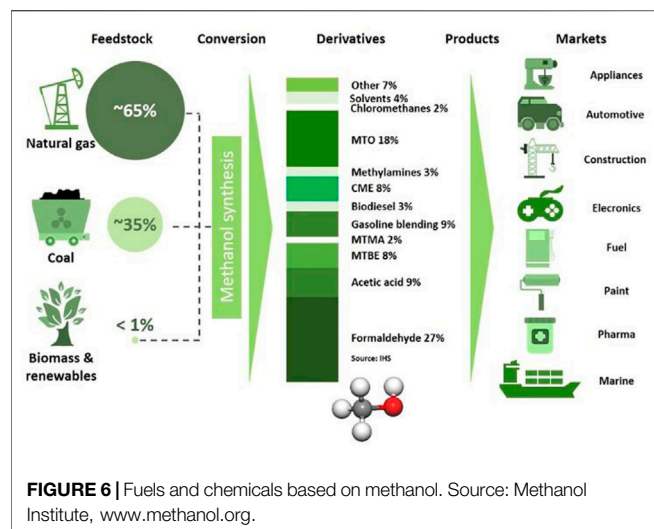 Feedstock Conversion Derivatives Products Markets
~65%
Natural gas
~35%
Coal
< 1%
Biomass &
renewables
Methanol synthesis
Other 7%
Solvents 4%
Chloromethanes 2%
MTO 18%
Methylamines 3%
CME 8%
Biodiesel 3%
Gasoline blending 9%
MTMA 2%
MTBE 8%
Acetic acid 9%
Formaldehyde 27%
Source: IHS
Appliances
Automotive
Construction
Elecronics
Fuel
Paint
Pharma
Marine
FIGURE 6 | Fuels and chemicals based on methanol. Source: Methanol
Institute, www.methanol.org.